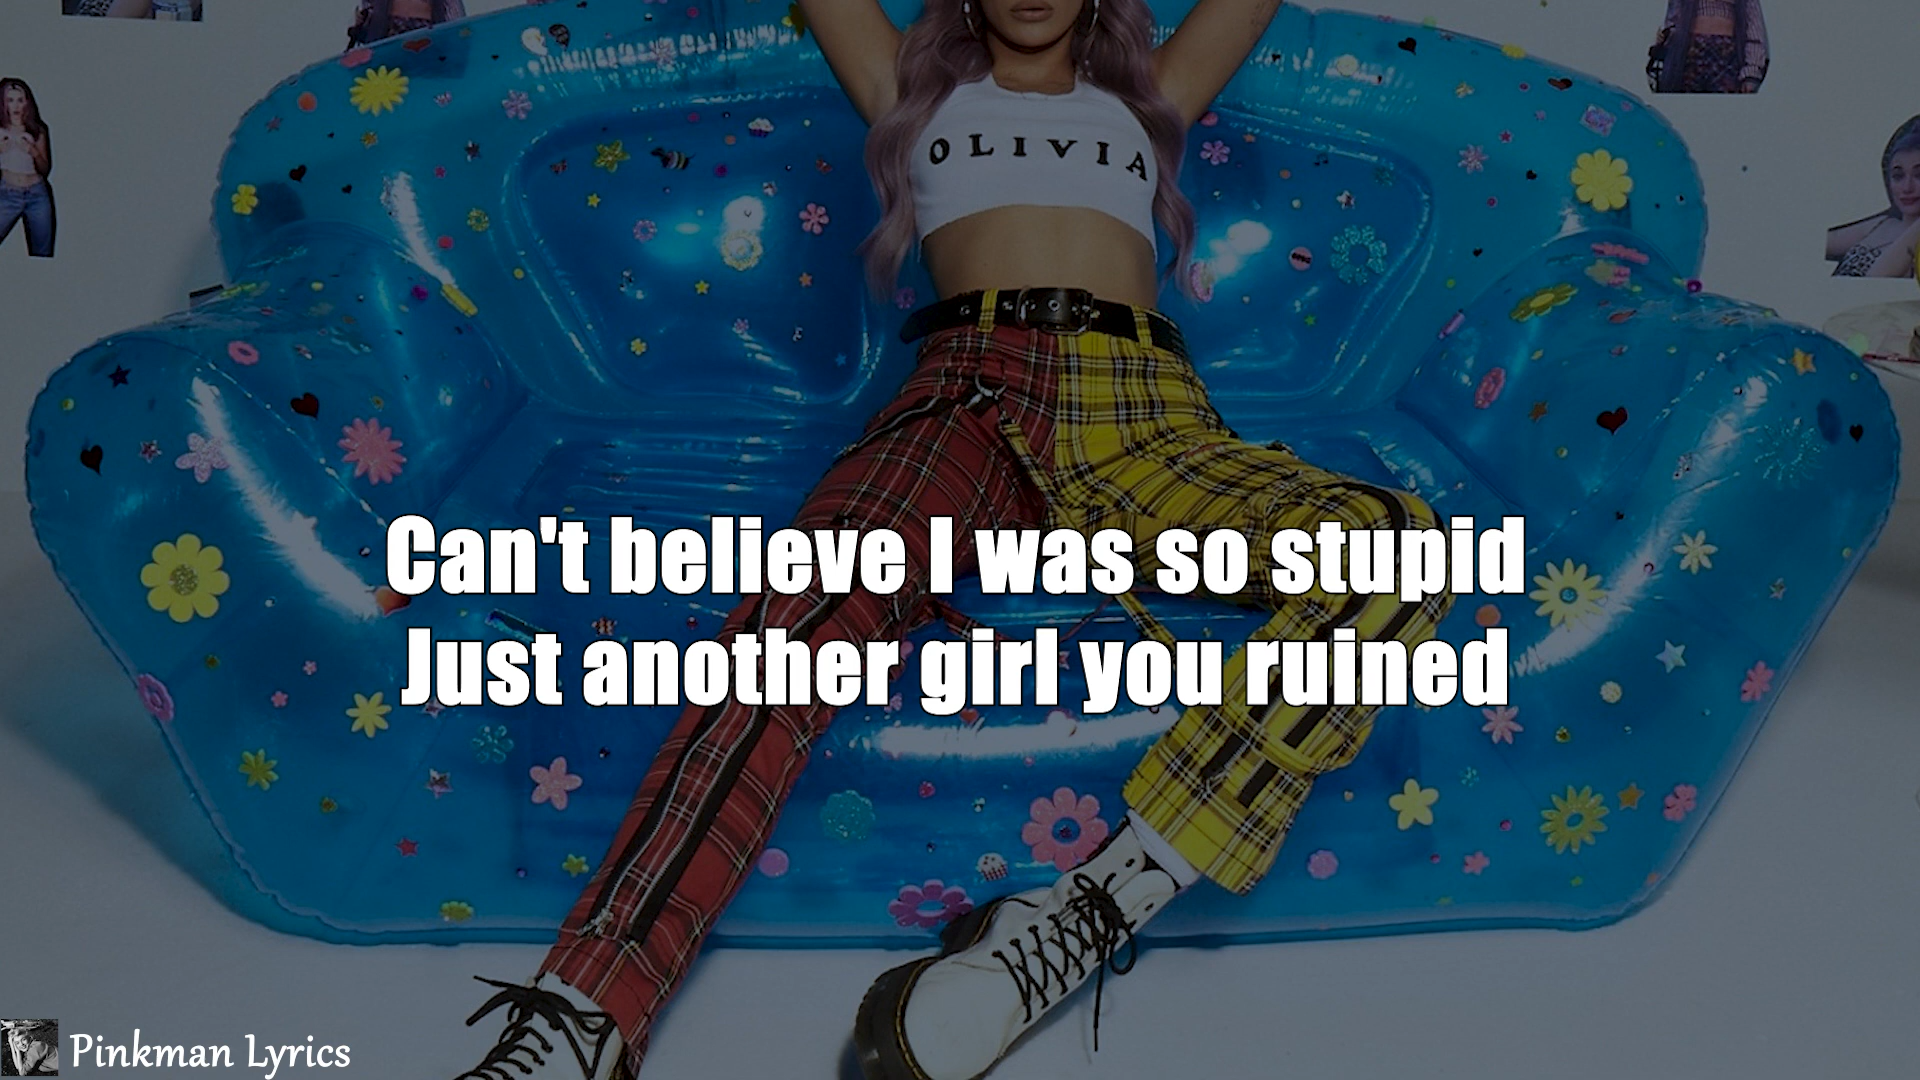 OLIVIA
Can't believe I was so stupid
Just another girl you ruined
Pinkman Lyrics